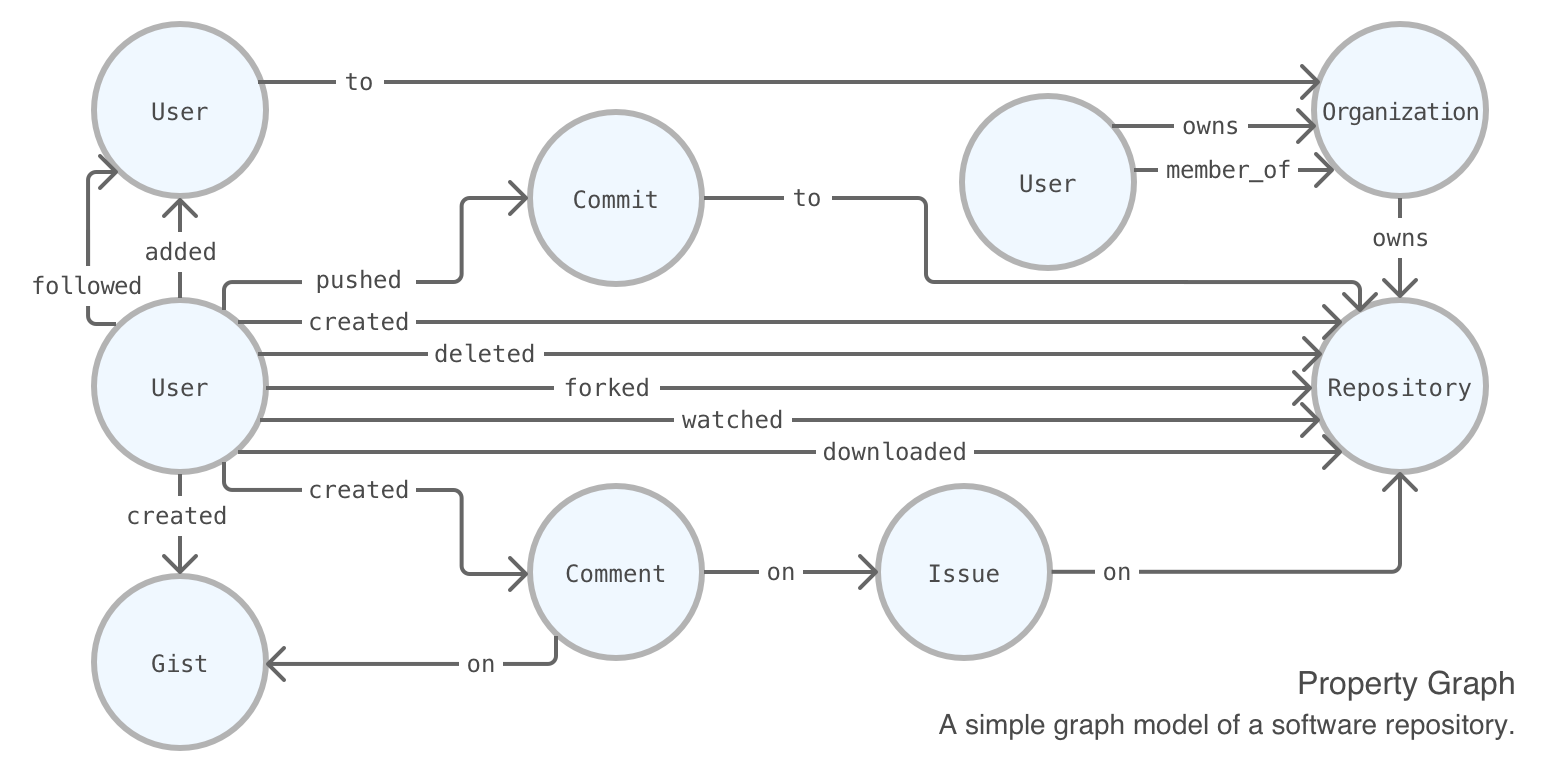 User
to
Organization
owns
member_of
User
Commit
to
owns
added
followed
pushed
created
deleted
forked
User
Repository
watched
downloaded
created
created
Comment
on
Issue
on
Gist
on
Property Graph
A simple graph model of a software repository.